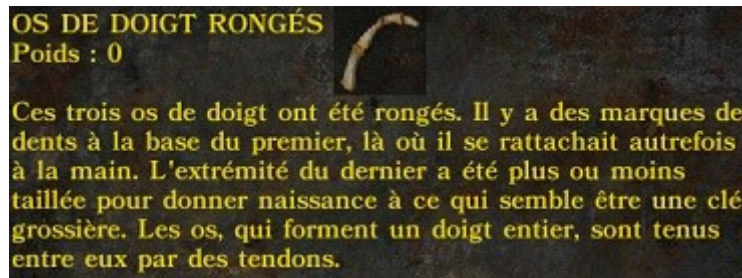 OS DE DOIGT RONGÉS
Poids : 0
Ces trois os de doigt ont été rongés. Il y a des marques de
dents à la base du premier, là où il se rattachait autrefois
à la main. L'extrémité du dernier a été plus ou moins
taillée pour donner naissance à ce qui semble être une clé
grossière. Les os, qui forment un doigt entier, sont tenus
entre eux par des tendons.